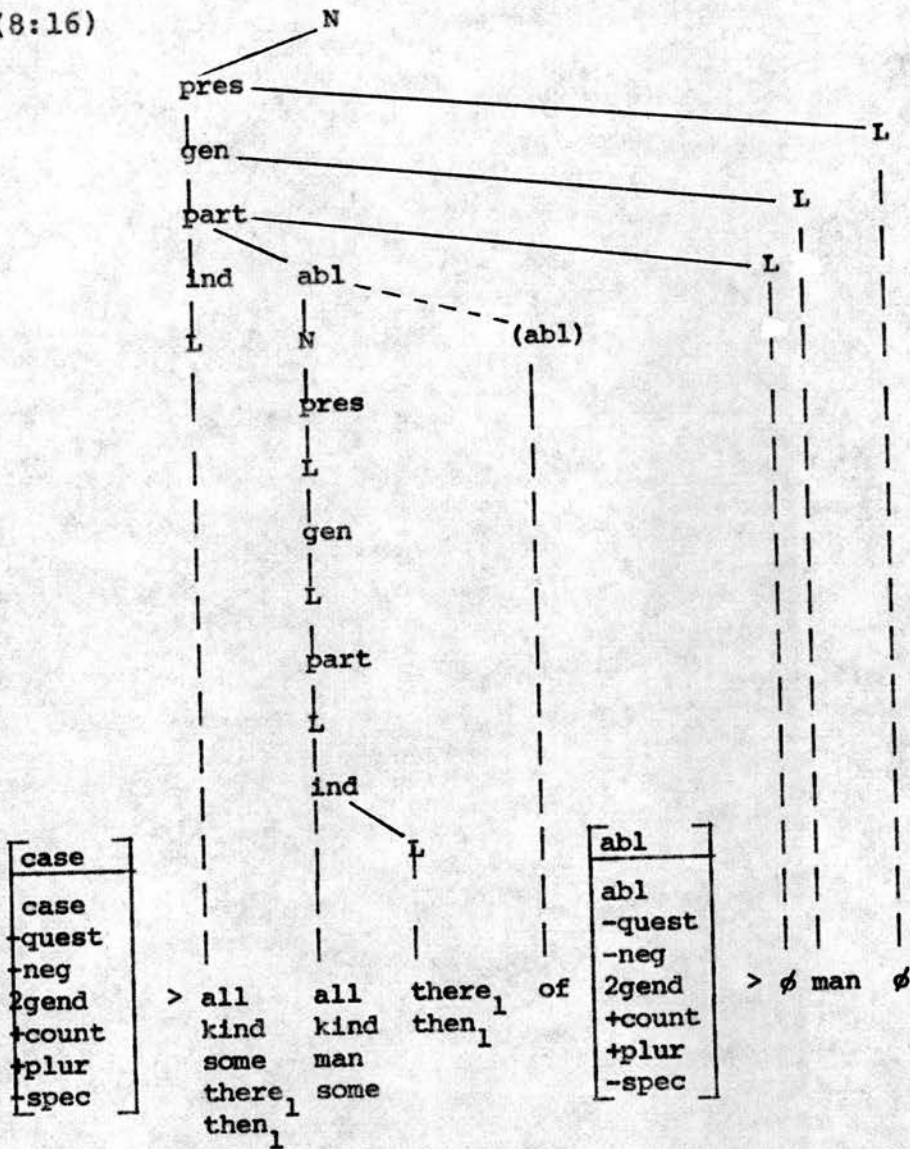 (8:16)
N
pres
L
gen
L
part
L
ind abl
(abl)
L N
pres
L
gen
L
part
L
ind
L
case abl
case abl
-quest -quest
-neg -neg
2gend > all all there₁ of 2gend > ø man ø
+count kind kind then₁ +count
+plur some man +plur
-spec there₁ some -spec
then₁